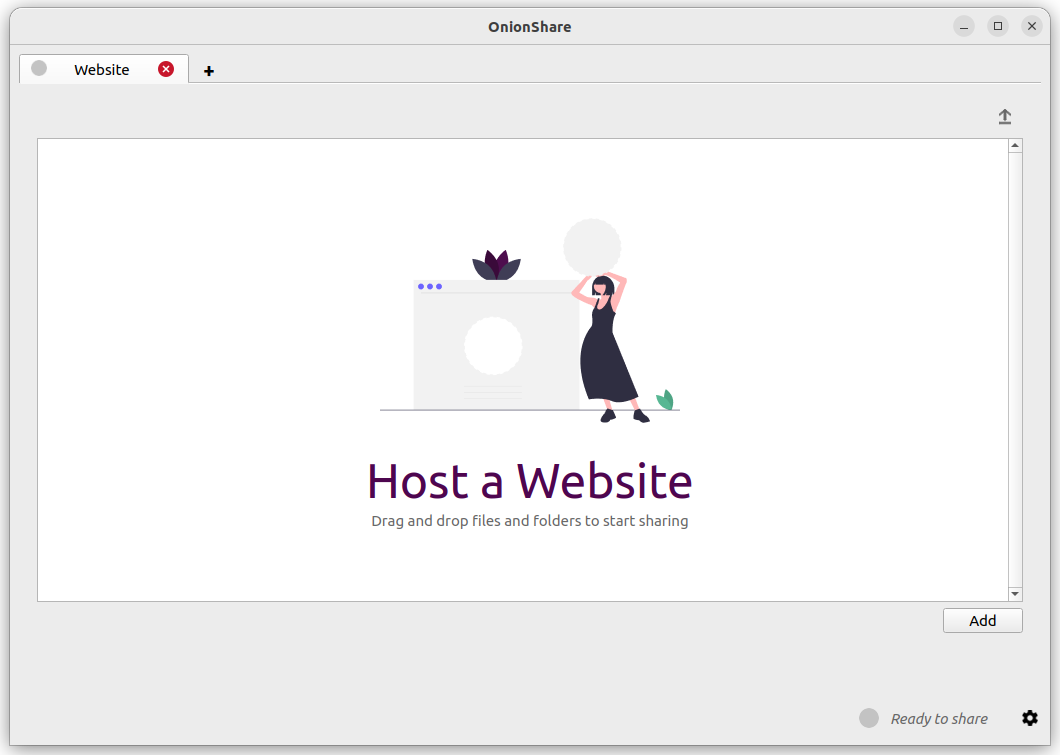 OnionShare
Website
Host a Website
Drag and drop files and folders to start sharing
Add
Ready to share